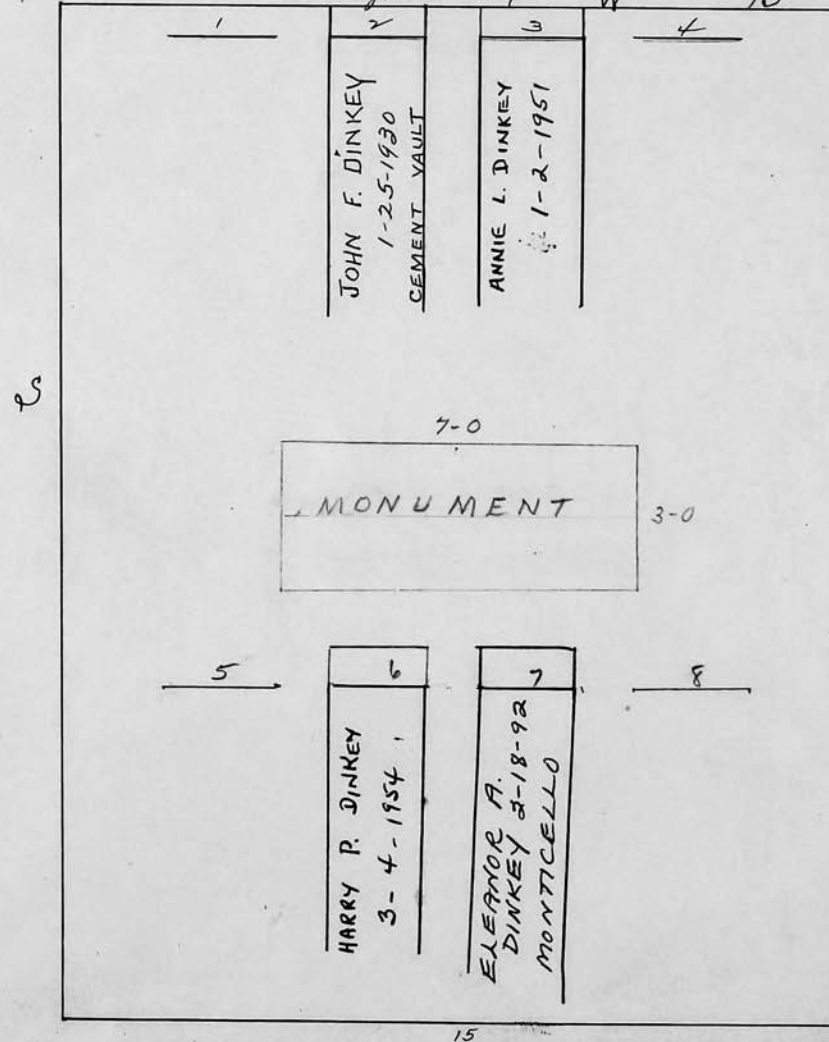 1
2
3
4
JOHN F. DINKEY
1-25-1930
CEMENT VAULT
ANNIE L. DINKEY
1-2-1951
7-0
MONUMENT
3-0
5
6
7
8
HARRY P. DINKEY
3-4-1954
ELEANOR A.
DINKEY 2-18-92
MONTICELLO
15